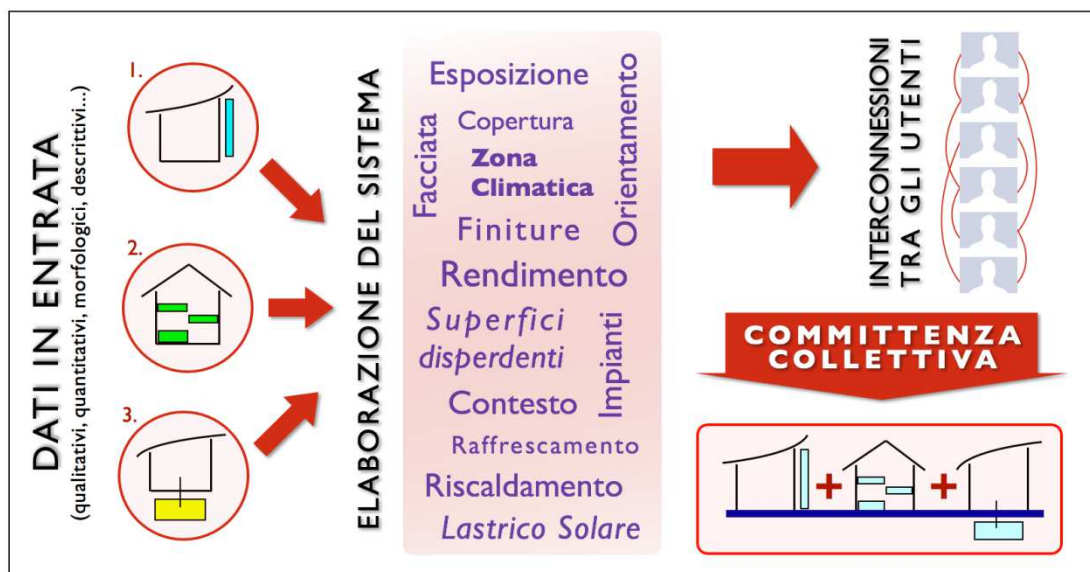 DATI IN ENTRATA
(qualitativi, quantitativi, morfologici, descrittivi...)
1.
2.
3.
ELABORAZIONE DEL SISTEMA
Esposizione
Facciata
Copertura
Zona
Climatica
Orientamento
Finiture
Rendimento
Superfici
disperdenti
Impianti
Contesto
Raffrescamento
Riscaldamento
Lastrico Solare
INTERCONNESSIONI
TRA GLI UTENTI
COMMITTENZA
COLLETTIVA
+
+